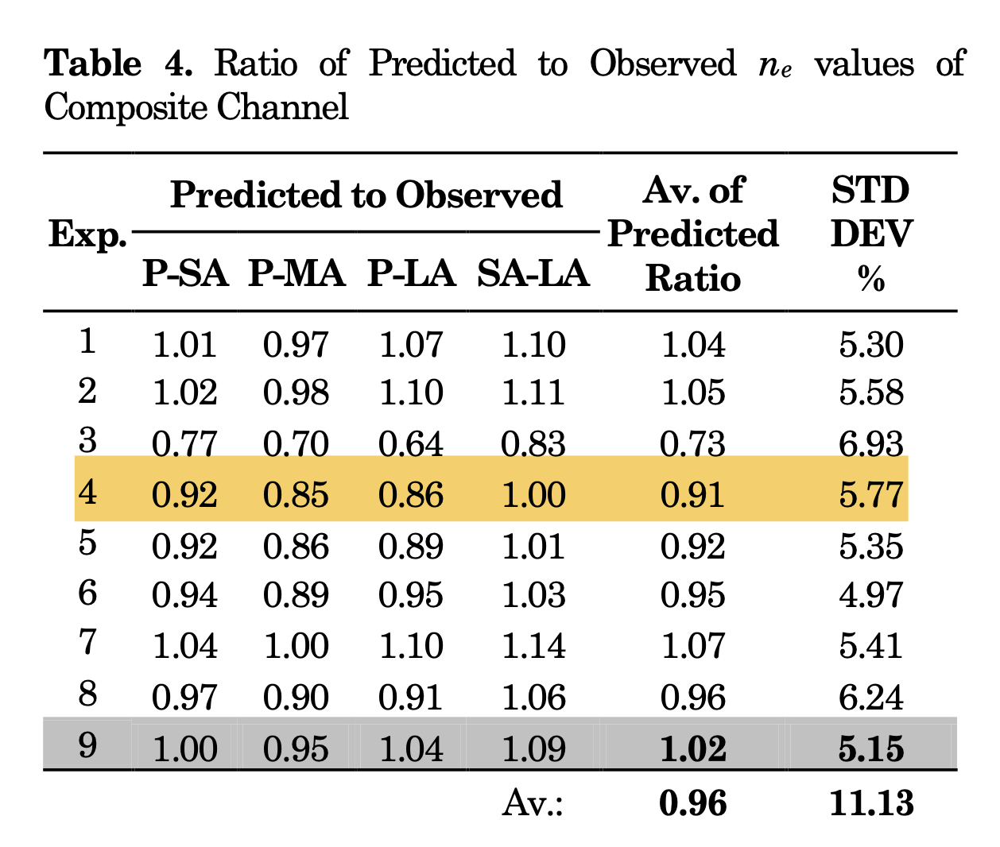 Table 4. Ratio of Predicted to Observed nₑ values of
Composite Channel
Exp. Predicted to Observed Av. of Predicted Ratio STD DEV %
P-SA P-MA P-LA SA-LA
1 1.01 0.97 1.07 1.10 1.04 5.30
2 1.02 0.98 1.10 1.11 1.05 5.58
3 0.77 0.70 0.64 0.83 0.73 6.93
4 0.92 0.85 0.86 1.00 0.91 5.77
5 0.92 0.86 0.89 1.01 0.92 5.35
6 0.94 0.89 0.95 1.03 0.95 4.97
7 1.04 1.00 1.10 1.14 1.07 5.41
8 0.97 0.90 0.91 1.06 0.96 6.24
9 1.00 0.95 1.04 1.09 1.02 5.15
Av.: 0.96 11.13